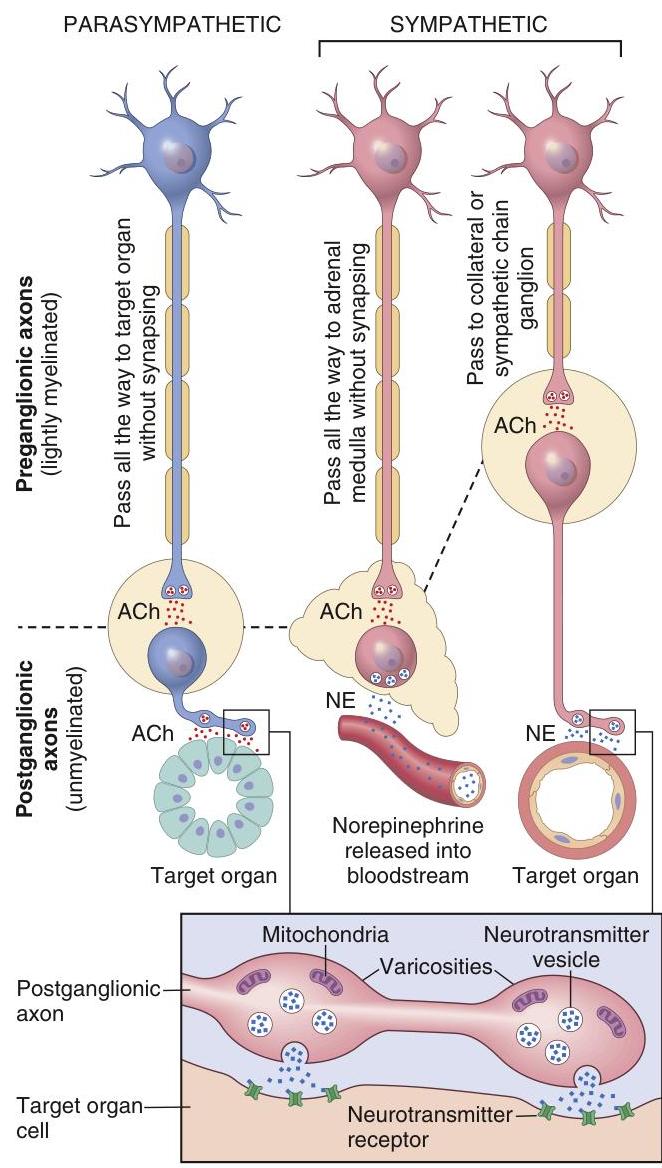 PARASYMPATHETIC
SYMPATHETIC
Preganglionic axons
(lightly myelinated)
Pass all the way to target organ
without synapsing
Pass all the way to adrenal
medulla without synapsing
Pass to collateral or
sympathetic chain
ganglion
ACh
ACh
ACh
Postganglionic
axons
(unmyelinated)
ACh
NE
NE
Target organ
Norepinephrine
released into
bloodstream
Target organ
Mitochondria
Neurotransmitter
vesicle
Varicosities
Postganglionic
axon
Target organ
cell
Neurotransmitter
receptor